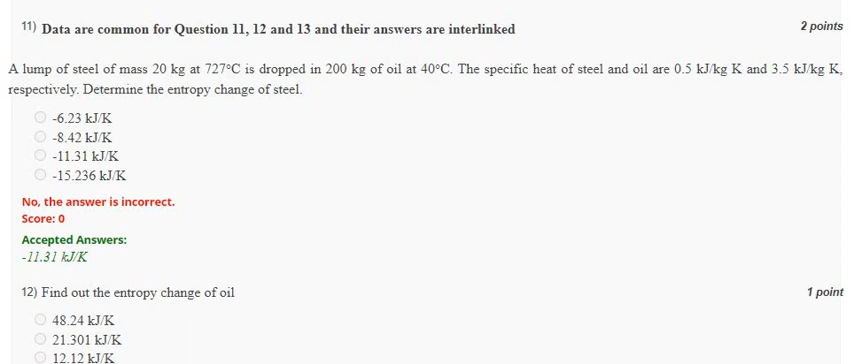 11) Data are common for Question 11, 12 and 13 and their answers are interlinked 2 points
A lump of steel of mass 20 kg at 727°C is dropped in 200 kg of oil at 40°C. The specific heat of steel and oil are 0.5 kJ/kg K and 3.5 kJ/kg K,
respectively. Determine the entropy change of steel.
-6.23 kJ/K
-8.42 kJ/K
-11.31 kJ/K
-15.236 kJ/K
No, the answer is incorrect.
Score: 0
Accepted Answers:
-11.31 kJ/K
12) Find out the entropy change of oil 1 point
48.24 kJ/K
21.301 kJ/K
12.12 kJ/K